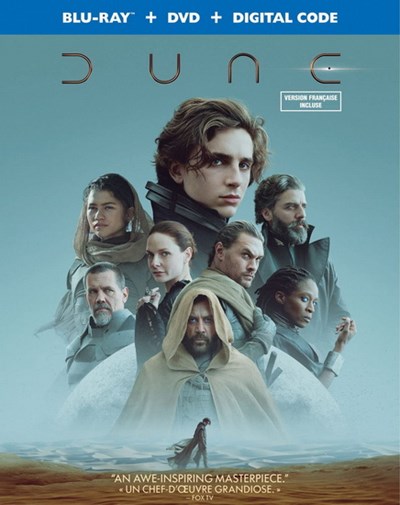 BLU-RAY™ + DVD + DIGITAL CODE
DUNE
VERSION FRANÇAISE
INCLUSE
"AN AWE-INSPIRING MASTERPIECE."
« UN CHEF-D'ŒUVRE GRANDIOSE. »
– FOX TV